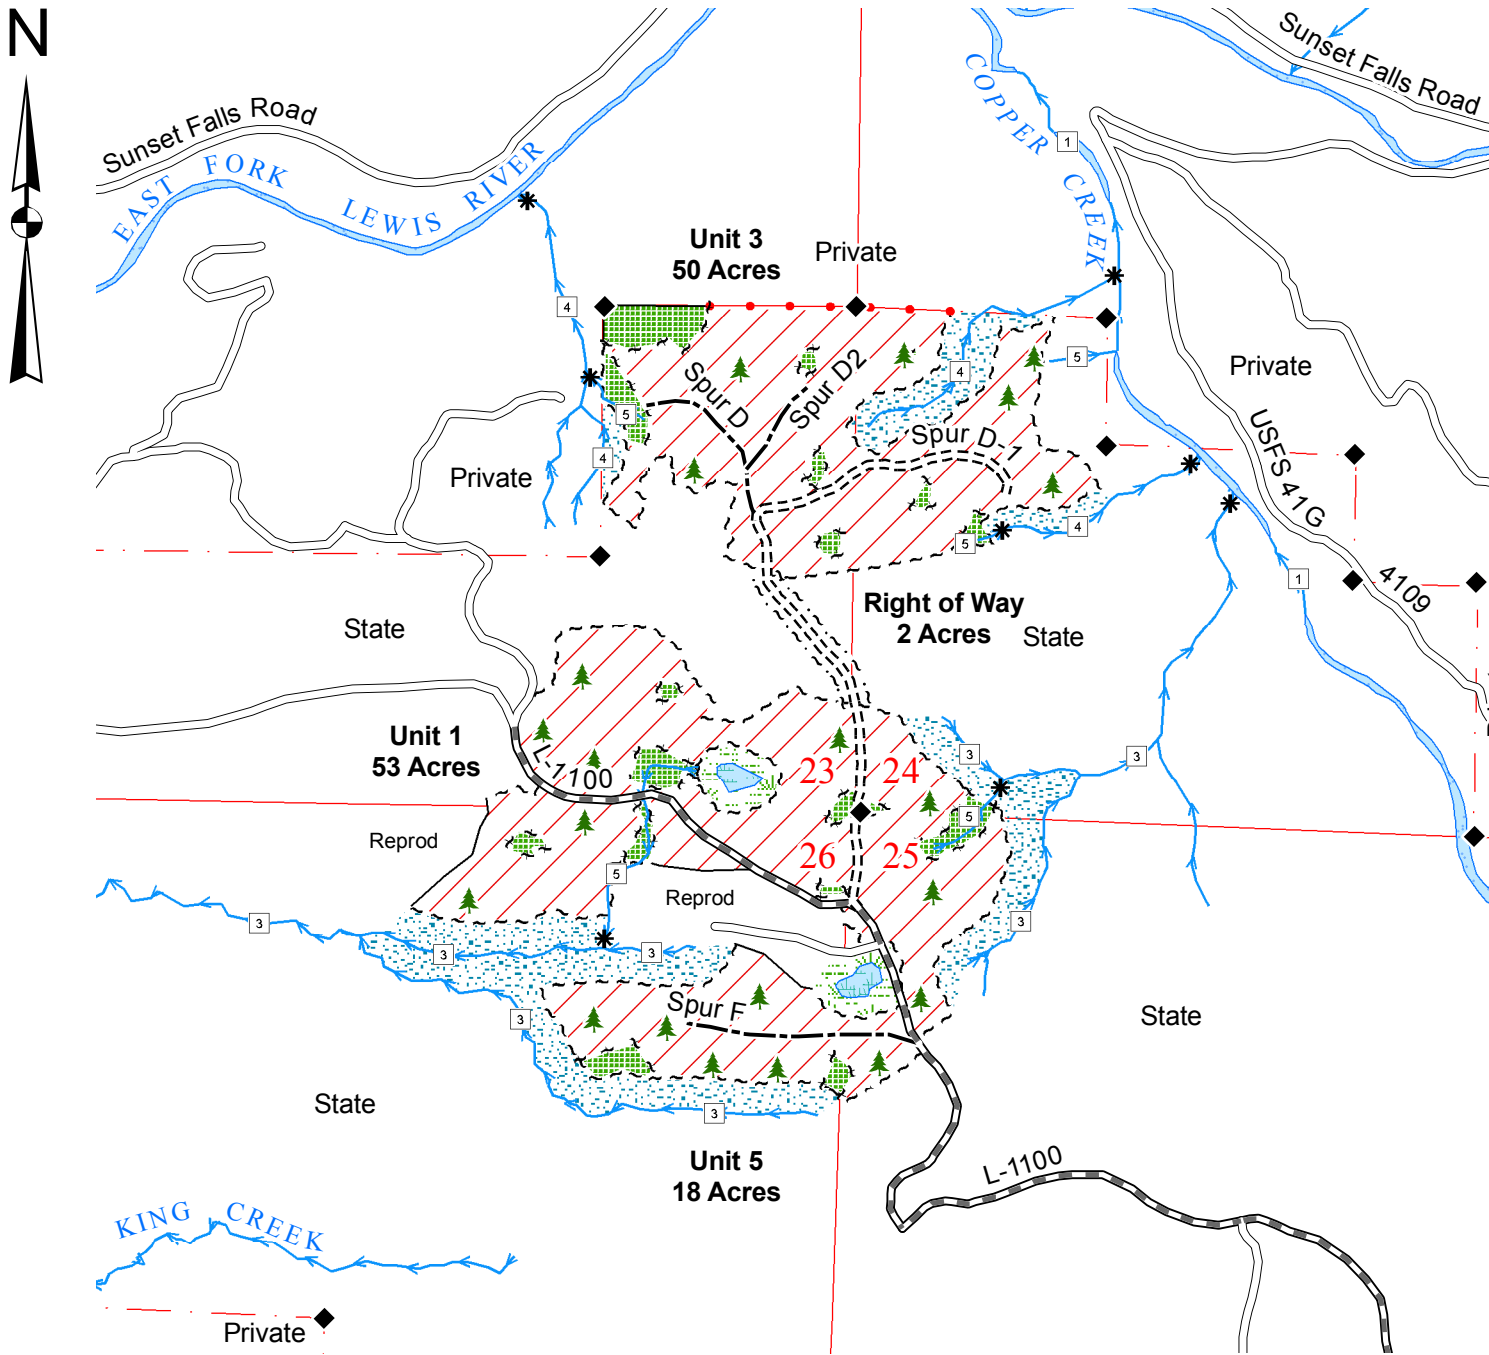 N
Sunset Falls Road
Sunset Falls Road
EAST FORK LEWIS RIVER
COPPER CREEK
1
Unit 3
50 Acres
Private
4
Private
5
4
Spur D
Spur D2
5
Spur D-1
USFS 41G
4
Private
4
5
1
4109
Right of Way
2 Acres
State
State
Unit 1
53 Acres
L-1100
3
3
23
24
5
Reprod
26
25
5
Reprod
3
3
3
3
Spur F
3
State
State
3
Unit 5
18 Acres
L-1100
KING CREEK
Private